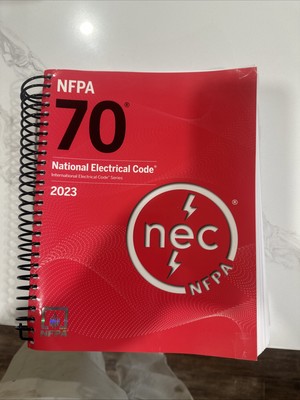 NFPA
70®
National Electrical Code®
International Electrical Code® Series
2023
nec®
NFPA